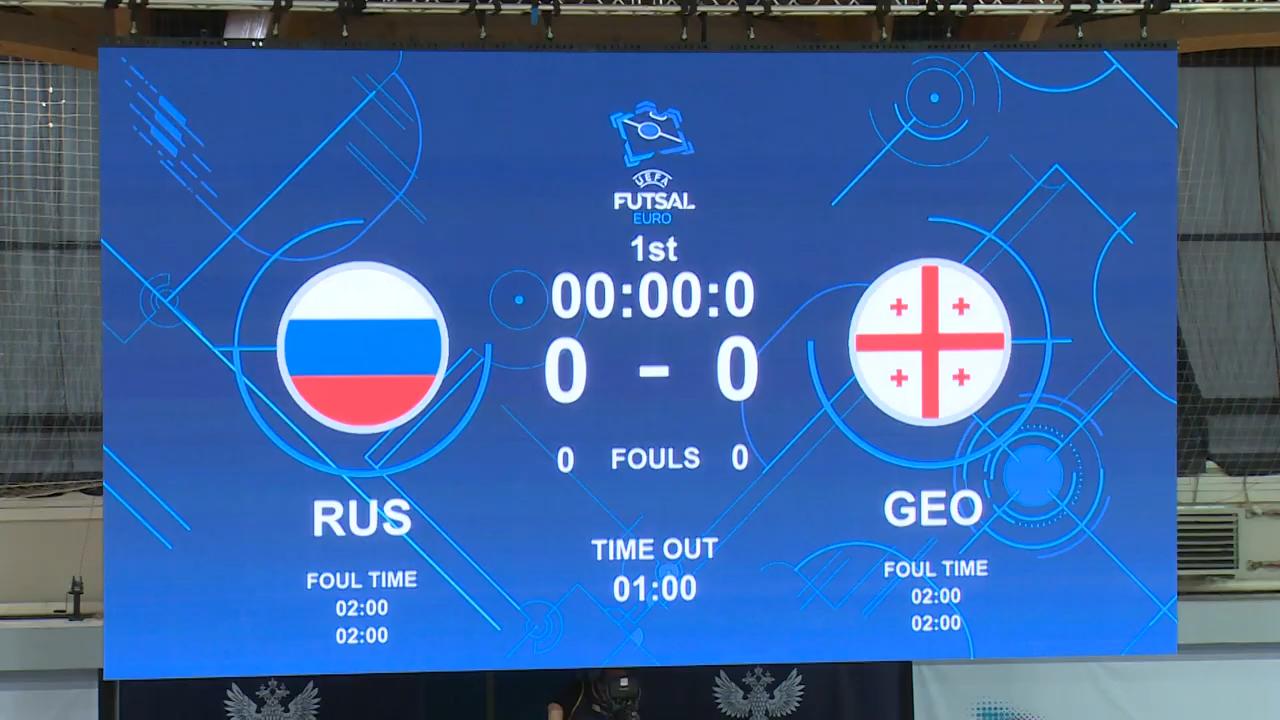 UEFA
FUTSAL
EURO
1st
00:00:0
0 - 0
0 FOULS 0
RUS
GEO
TIME OUT
01:00
FOUL TIME
02:00
02:00
FOUL TIME
02:00
02:00